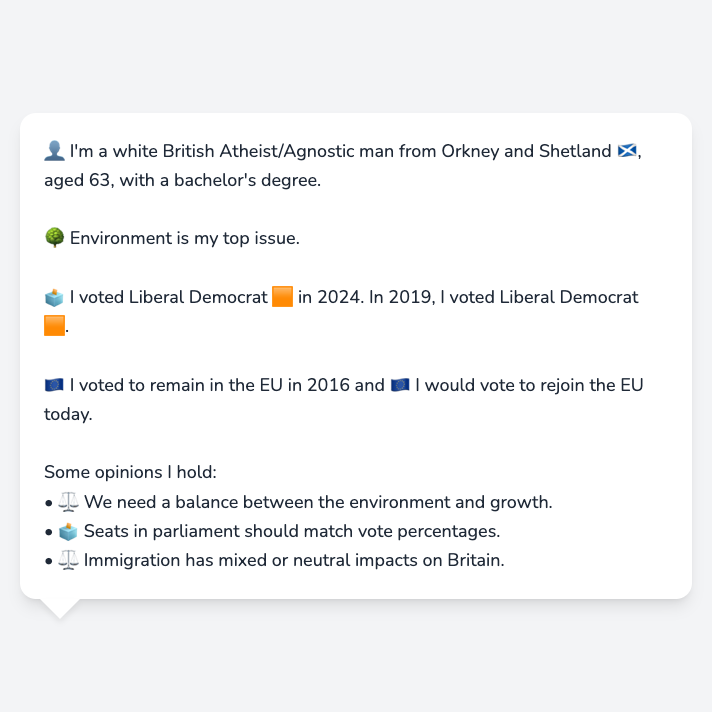 👤 I'm a white British Atheist/Agnostic man from Orkney and Shetland 🏴󠁧󠁢󠁳󠁣󠁴󠁿,
aged 63, with a bachelor's degree.
🌳 Environment is my top issue.
🗳️ I voted Liberal Democrat 🟧 in 2024. In 2019, I voted Liberal Democrat
🟧.
🇪🇺 I voted to remain in the EU in 2016 and 🇪🇺 I would vote to rejoin the EU
today.
Some opinions I hold:
• ⚖️ We need a balance between the environment and growth.
• 🗳️ Seats in parliament should match vote percentages.
• ⚖️ Immigration has mixed or neutral impacts on Britain.